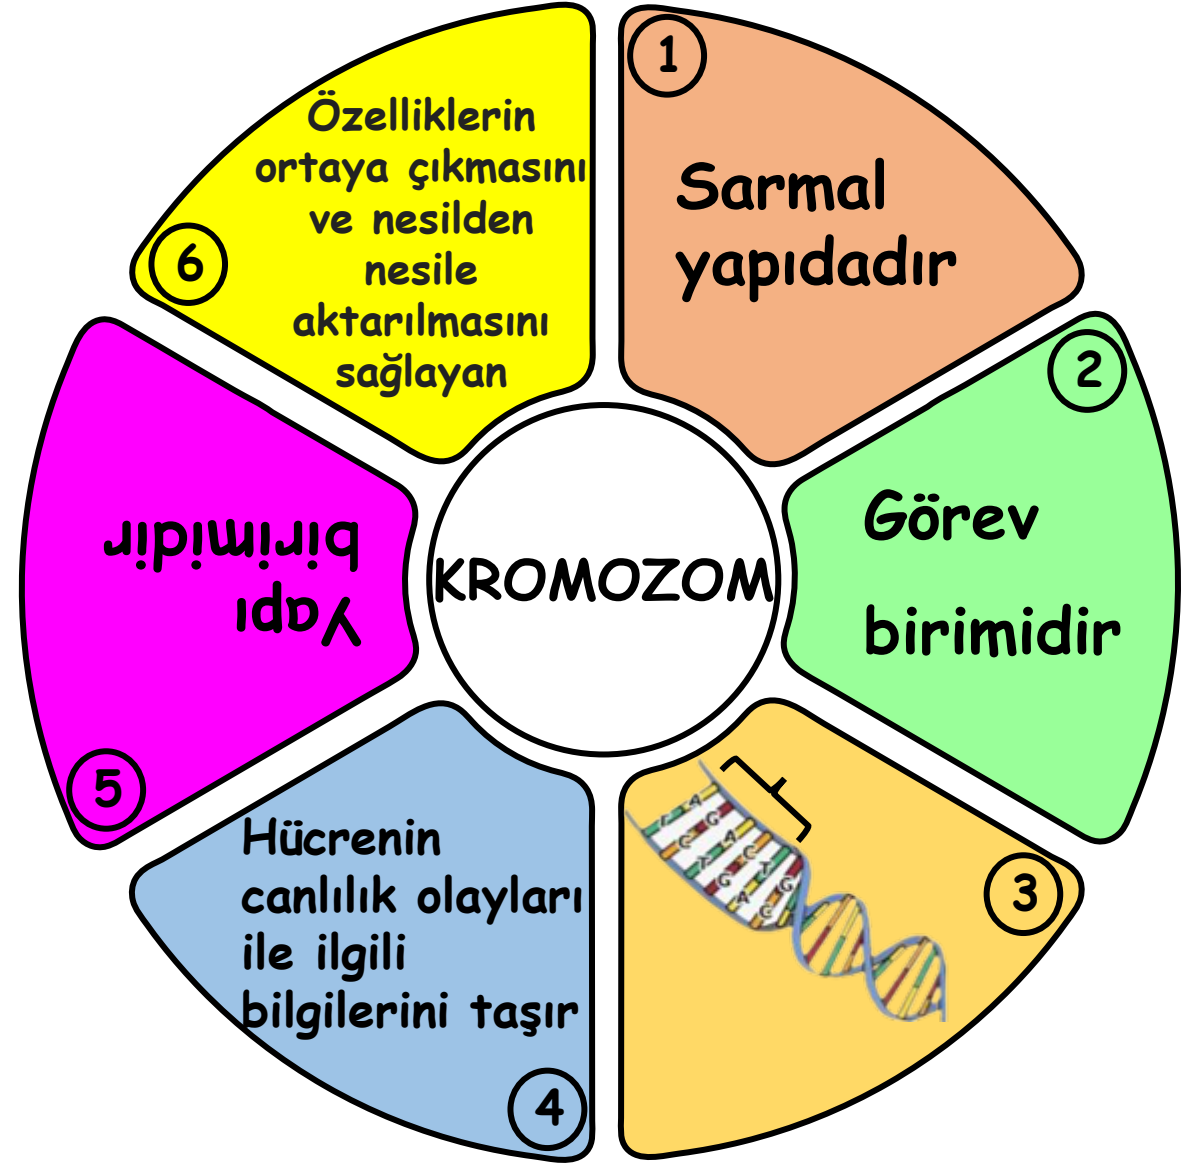 1
Sarmal
yapıdadır
2
Görev
birimidir
3
4
Hücrenin
canlılık olayları
ile ilgili
bilgilerini taşır
5
Yapı
birimidir
6
Özelliklerin
ortaya çıkmasını
ve nesilden
nesile
aktarılmasını
sağlayan
KROMOZOM
A
G
A
C
T
G
C
T
G
A
C